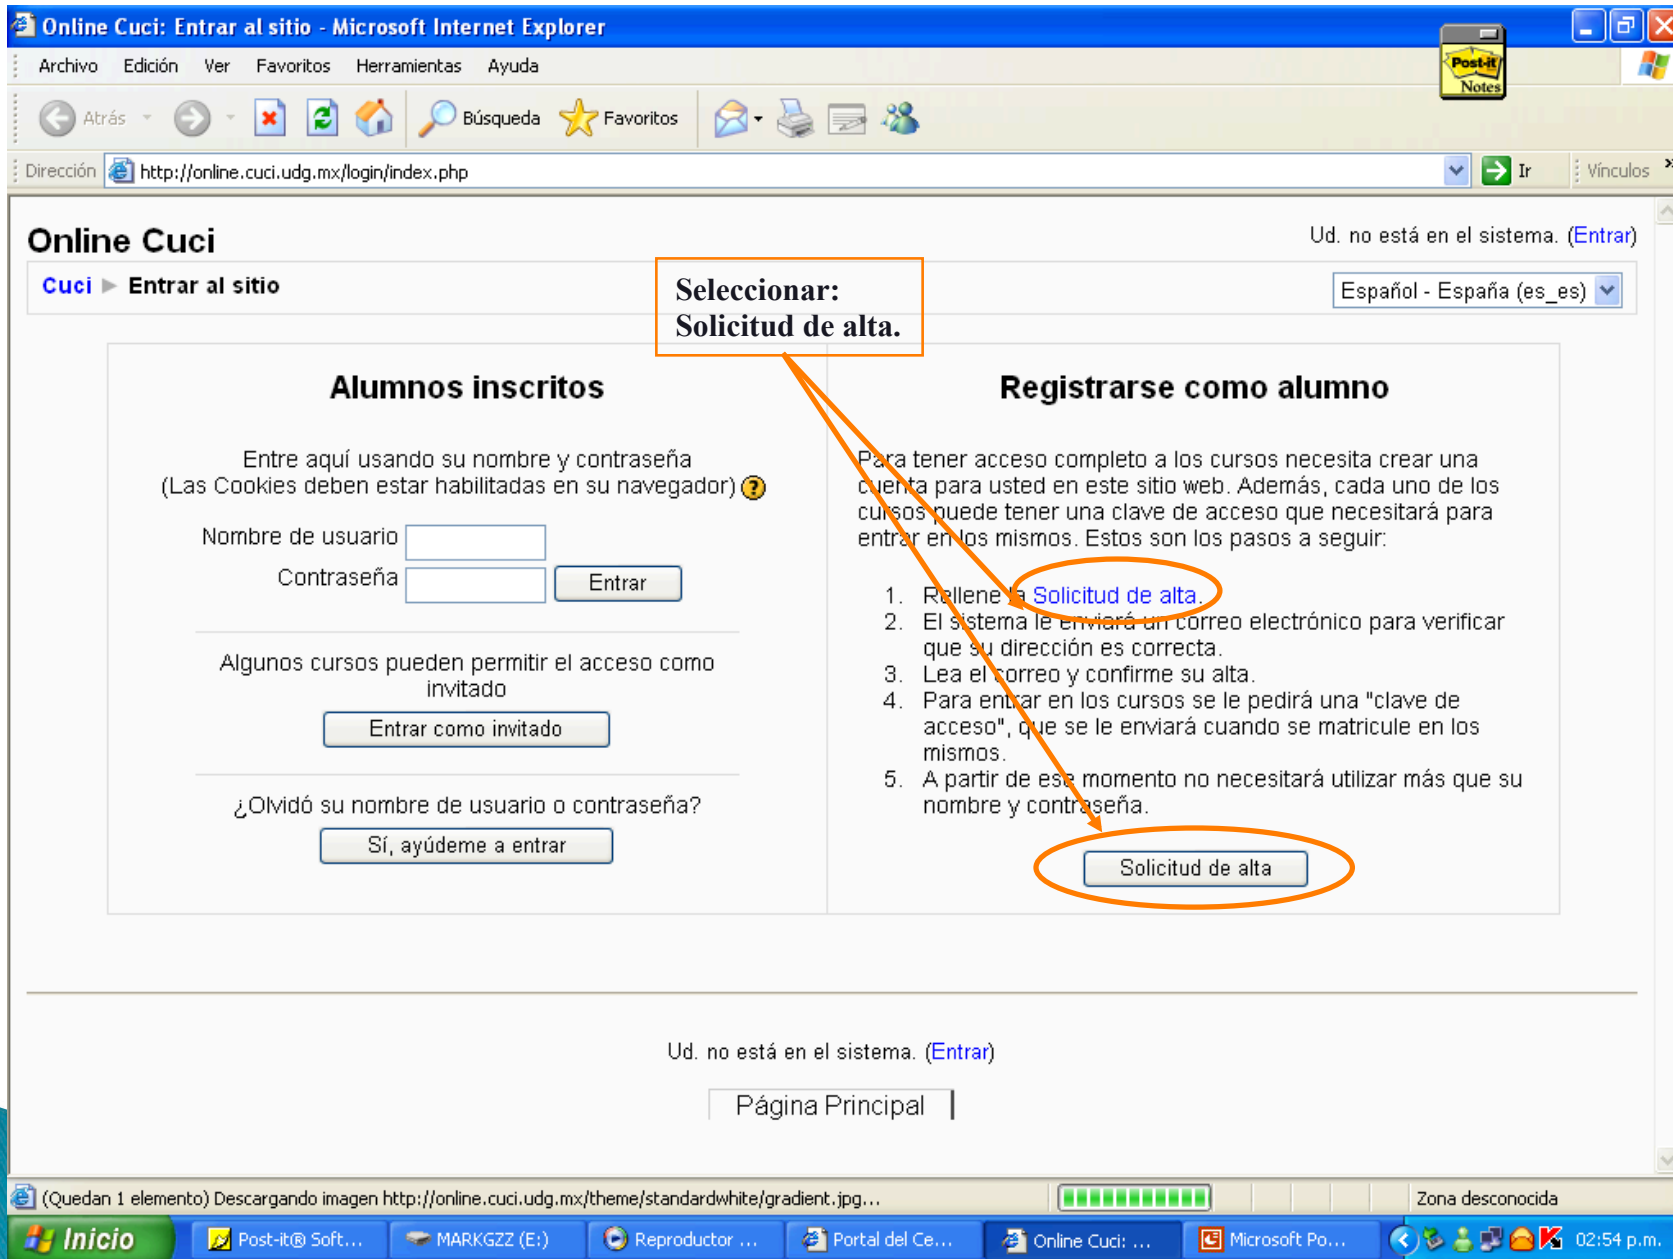 Online Cuci: Entrar al sitio - Microsoft Internet Explorer
Archivo Edición Ver Favoritos Herramientas Ayuda
Post-it
Notes
Atrás Búsqueda Favoritos
Dirección http://online.cuci.udg.mx/login/index.php Ir Vínculos »
Online Cuci
Ud. no está en el sistema. (Entrar)
Cuci ► Entrar al sitio
Español - España (es_es)
Seleccionar:
Solicitud de alta.
Alumnos inscritos
Entre aquí usando su nombre y contraseña
(Las Cookies deben estar habilitadas en su navegador) ?
Nombre de usuario
Contraseña Entrar
Algunos cursos pueden permitir el acceso como
invitado
Entrar como invitado
¿Olvidó su nombre de usuario o contraseña?
Sí, ayúdeme a entrar
Registrarse como alumno
Para tener acceso completo a los cursos necesita crear una
cuenta para usted en este sitio web. Además, cada uno de los
cursos puede tener una clave de acceso que necesitará para
entrar en los mismos. Estos son los pasos a seguir:
1. Rellene la Solicitud de alta.
2. El sistema le enviará un correo electrónico para verificar
que su dirección es correcta.
3. Lea el correo y confirme su alta.
4. Para entrar en los cursos se le pedirá una "clave de
acceso", que se le enviará cuando se matricule en los
mismos.
5. A partir de ese momento no necesitará utilizar más que su
nombre y contraseña.
Solicitud de alta
Ud. no está en el sistema. (Entrar)
Página Principal
(Quedan 1 elemento) Descargando imagen http://online.cuci.udg.mx/theme/standardwhite/gradient.jpg... Zona desconocida
Inicio Post-it® Soft... MARKGZZ (E:) Reproductor ... Portal del Ce... Online Cuci: ... Microsoft Po... 02:54 p.m.